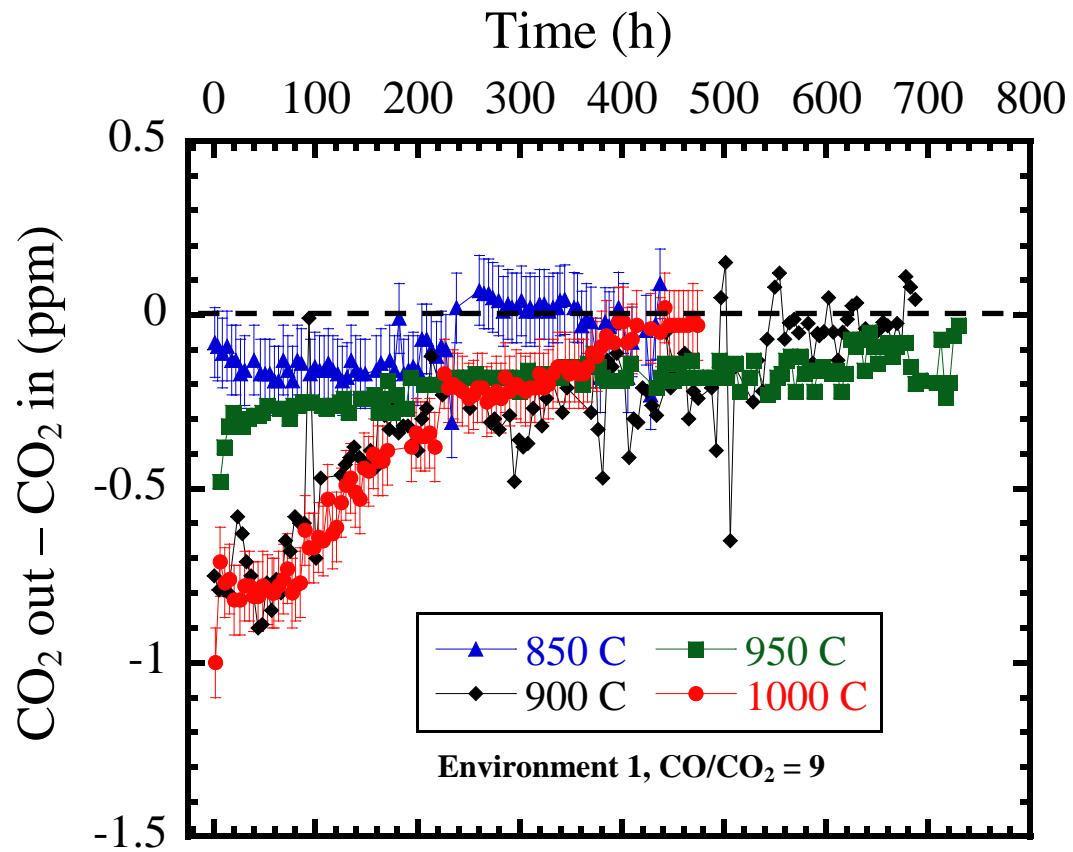 Time (h)
0 100 200 300 400 500 600 700 800
CO₂ out – CO₂ in (ppm)
0.5
0
-0.5
-1
-1.5
850 C 950 C
900 C 1000 C
Environment 1, CO/CO₂ = 9